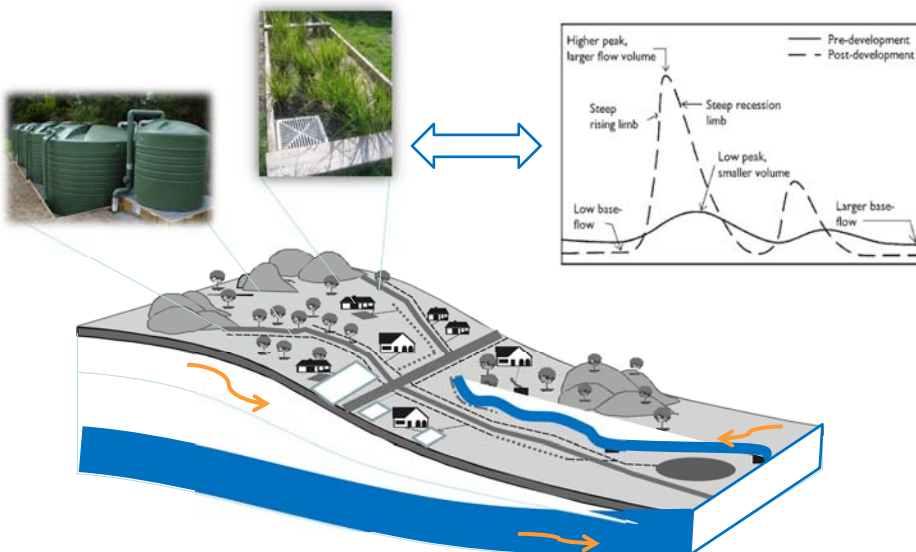 Higher peak,
larger flow volume
Pre-development
Post-development
Steep
rising limb
Steep recession
limb
Low peak,
smaller volume
Low base-
flow
Larger base-
flow